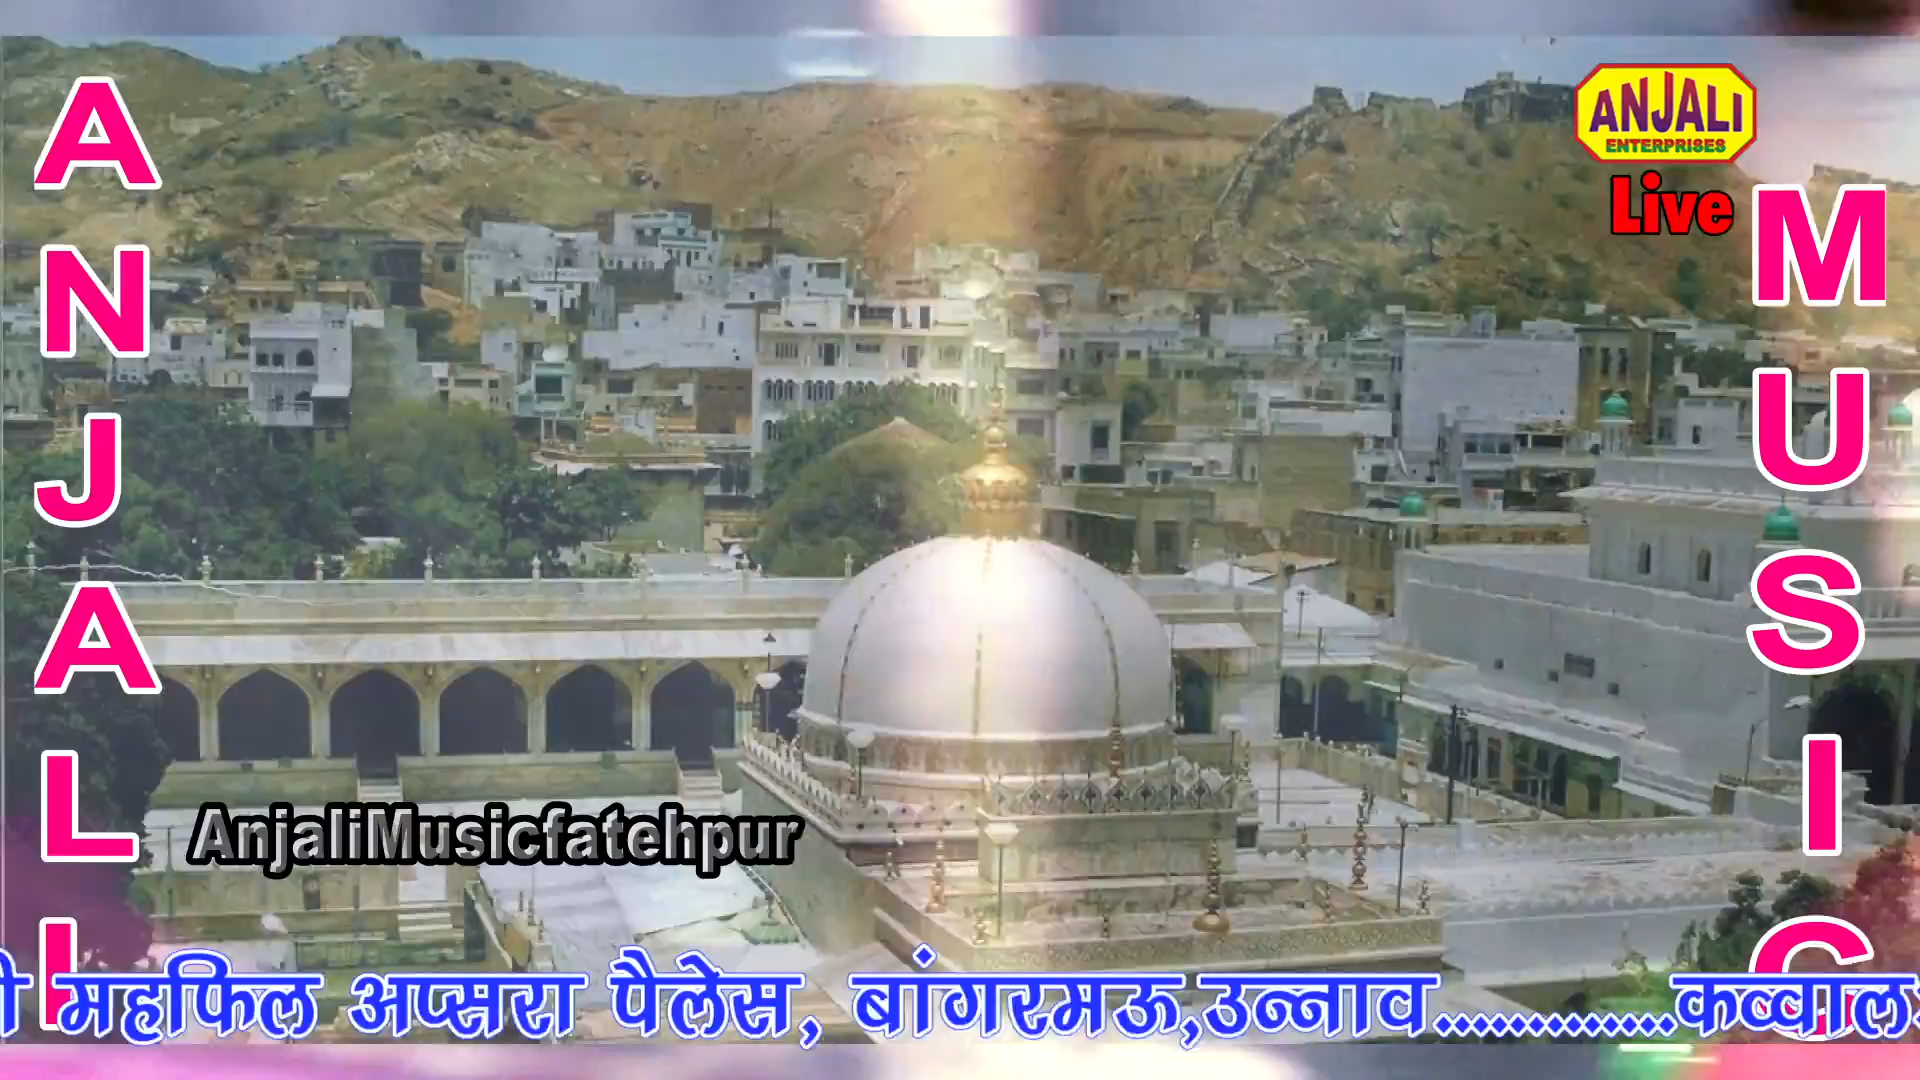 ANJALI
MUSIC
ANJALI
ENTERPRISES
Live
AnjaliMusicfatehpur
महफिल अप्सरा पैलेस, बांगरमऊ,उन्नाव.............कव्वाल